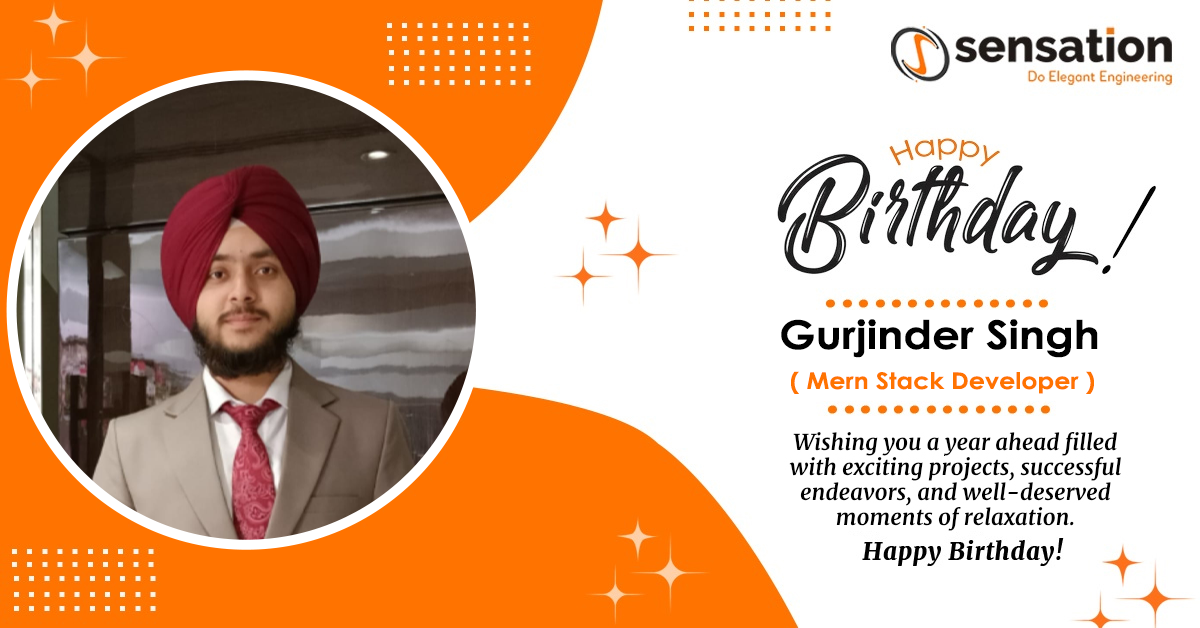 sensation
Do Elegant Engineering
Happy
Birthday!
Gurjinder Singh
( Mern Stack Developer )
Wishing you a year ahead filled
with exciting projects, successful
endeavors, and well-deserved
moments of relaxation.
Happy Birthday!